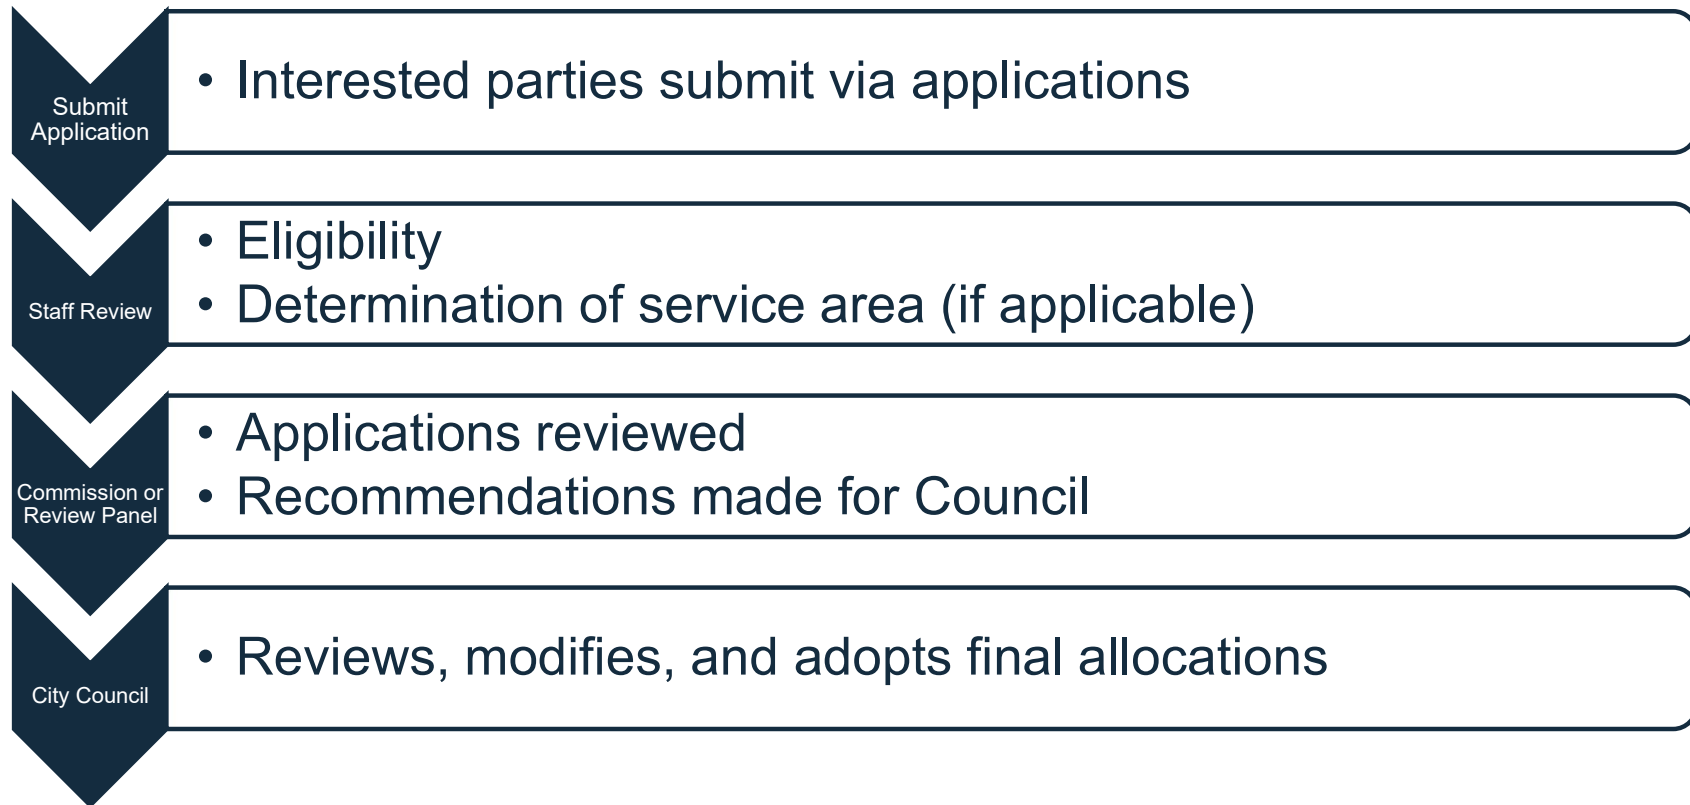 Submit
Application
• Interested parties submit via applications
Staff Review
• Eligibility
• Determination of service area (if applicable)
Commission or
Review Panel
• Applications reviewed
• Recommendations made for Council
City Council
• Reviews, modifies, and adopts final allocations